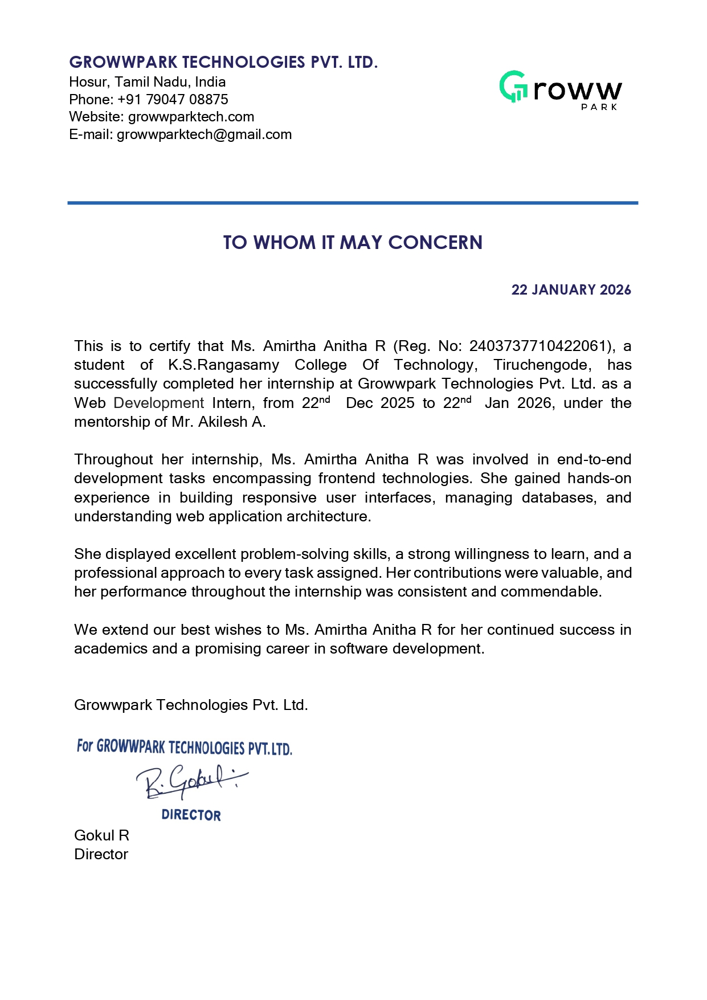 GROWWPARK TECHNOLOGIES PVT. LTD.
Hosur, Tamil Nadu, India
Phone: +91 79047 08875
Website: growwparktech.com
E-mail: growwparktech@gmail.com
Groww
PARK
TO WHOM IT MAY CONCERN
22 JANUARY 2026
This is to certify that Ms. Amirtha Anitha R (Reg. No: 2403737710422061), a
student of K.S.Rangasamy College Of Technology, Tiruchengode, has
successfully completed her internship at Growwpark Technologies Pvt. Ltd. as a
Web Development Intern, from 22nd Dec 2025 to 22nd Jan 2026, under the
mentorship of Mr. Akilesh A.
Throughout her internship, Ms. Amirtha Anitha R was involved in end-to-end
development tasks encompassing frontend technologies. She gained hands-on
experience in building responsive user interfaces, managing databases, and
understanding web application architecture.
She displayed excellent problem-solving skills, a strong willingness to learn, and a
professional approach to every task assigned. Her contributions were valuable, and
her performance throughout the internship was consistent and commendable.
We extend our best wishes to Ms. Amirtha Anitha R for her continued success in
academics and a promising career in software development.
Growwpark Technologies Pvt. Ltd.
For GROWWPARK TECHNOLOGIES PVT.LTD.
R. Gokul
DIRECTOR
Gokul R
Director